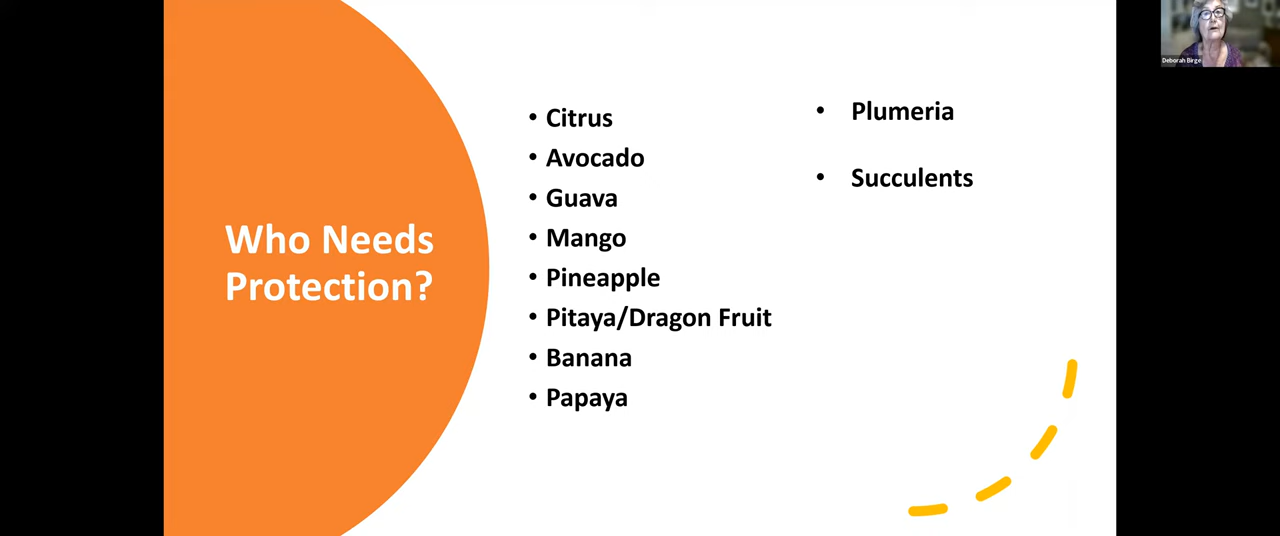 Who Needs
Protection?
• Citrus
• Avocado
• Guava
• Mango
• Pineapple
• Pitaya/Dragon Fruit
• Banana
• Papaya
• Plumeria
• Succulents
Deborah Birge